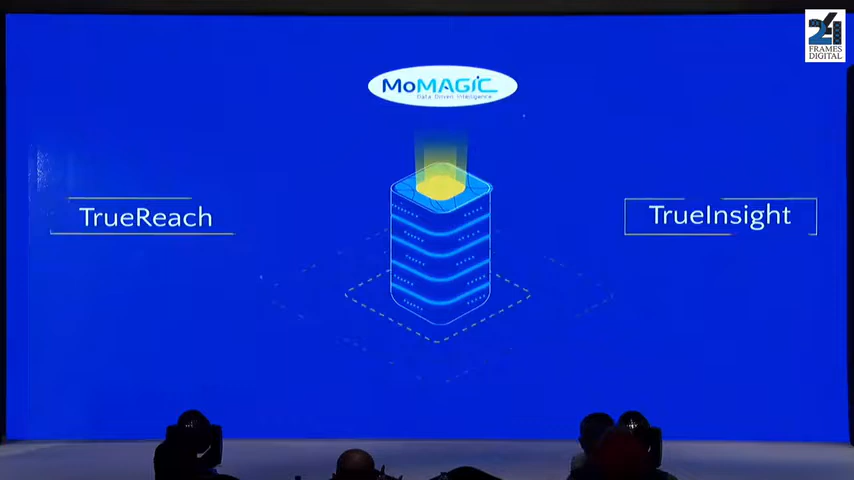 24
FRAMES
DIGITAL
MoMAGIC
Data Driven Intelligence
TrueReach
TrueInsight